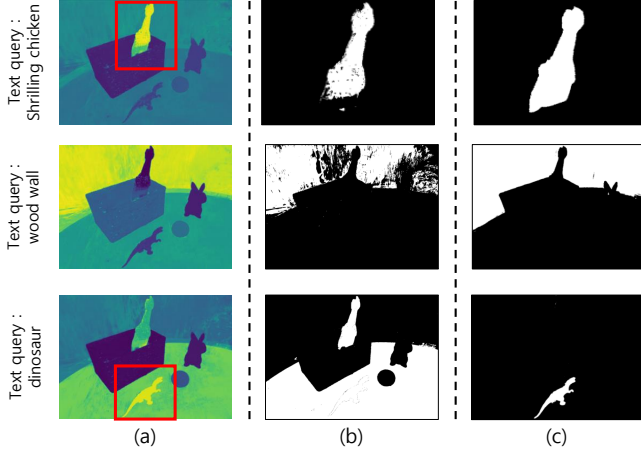 Text query :
Shrilling chicken
Text query :
wood wall
Text query :
dinosaur
(a)
(b)
(c)